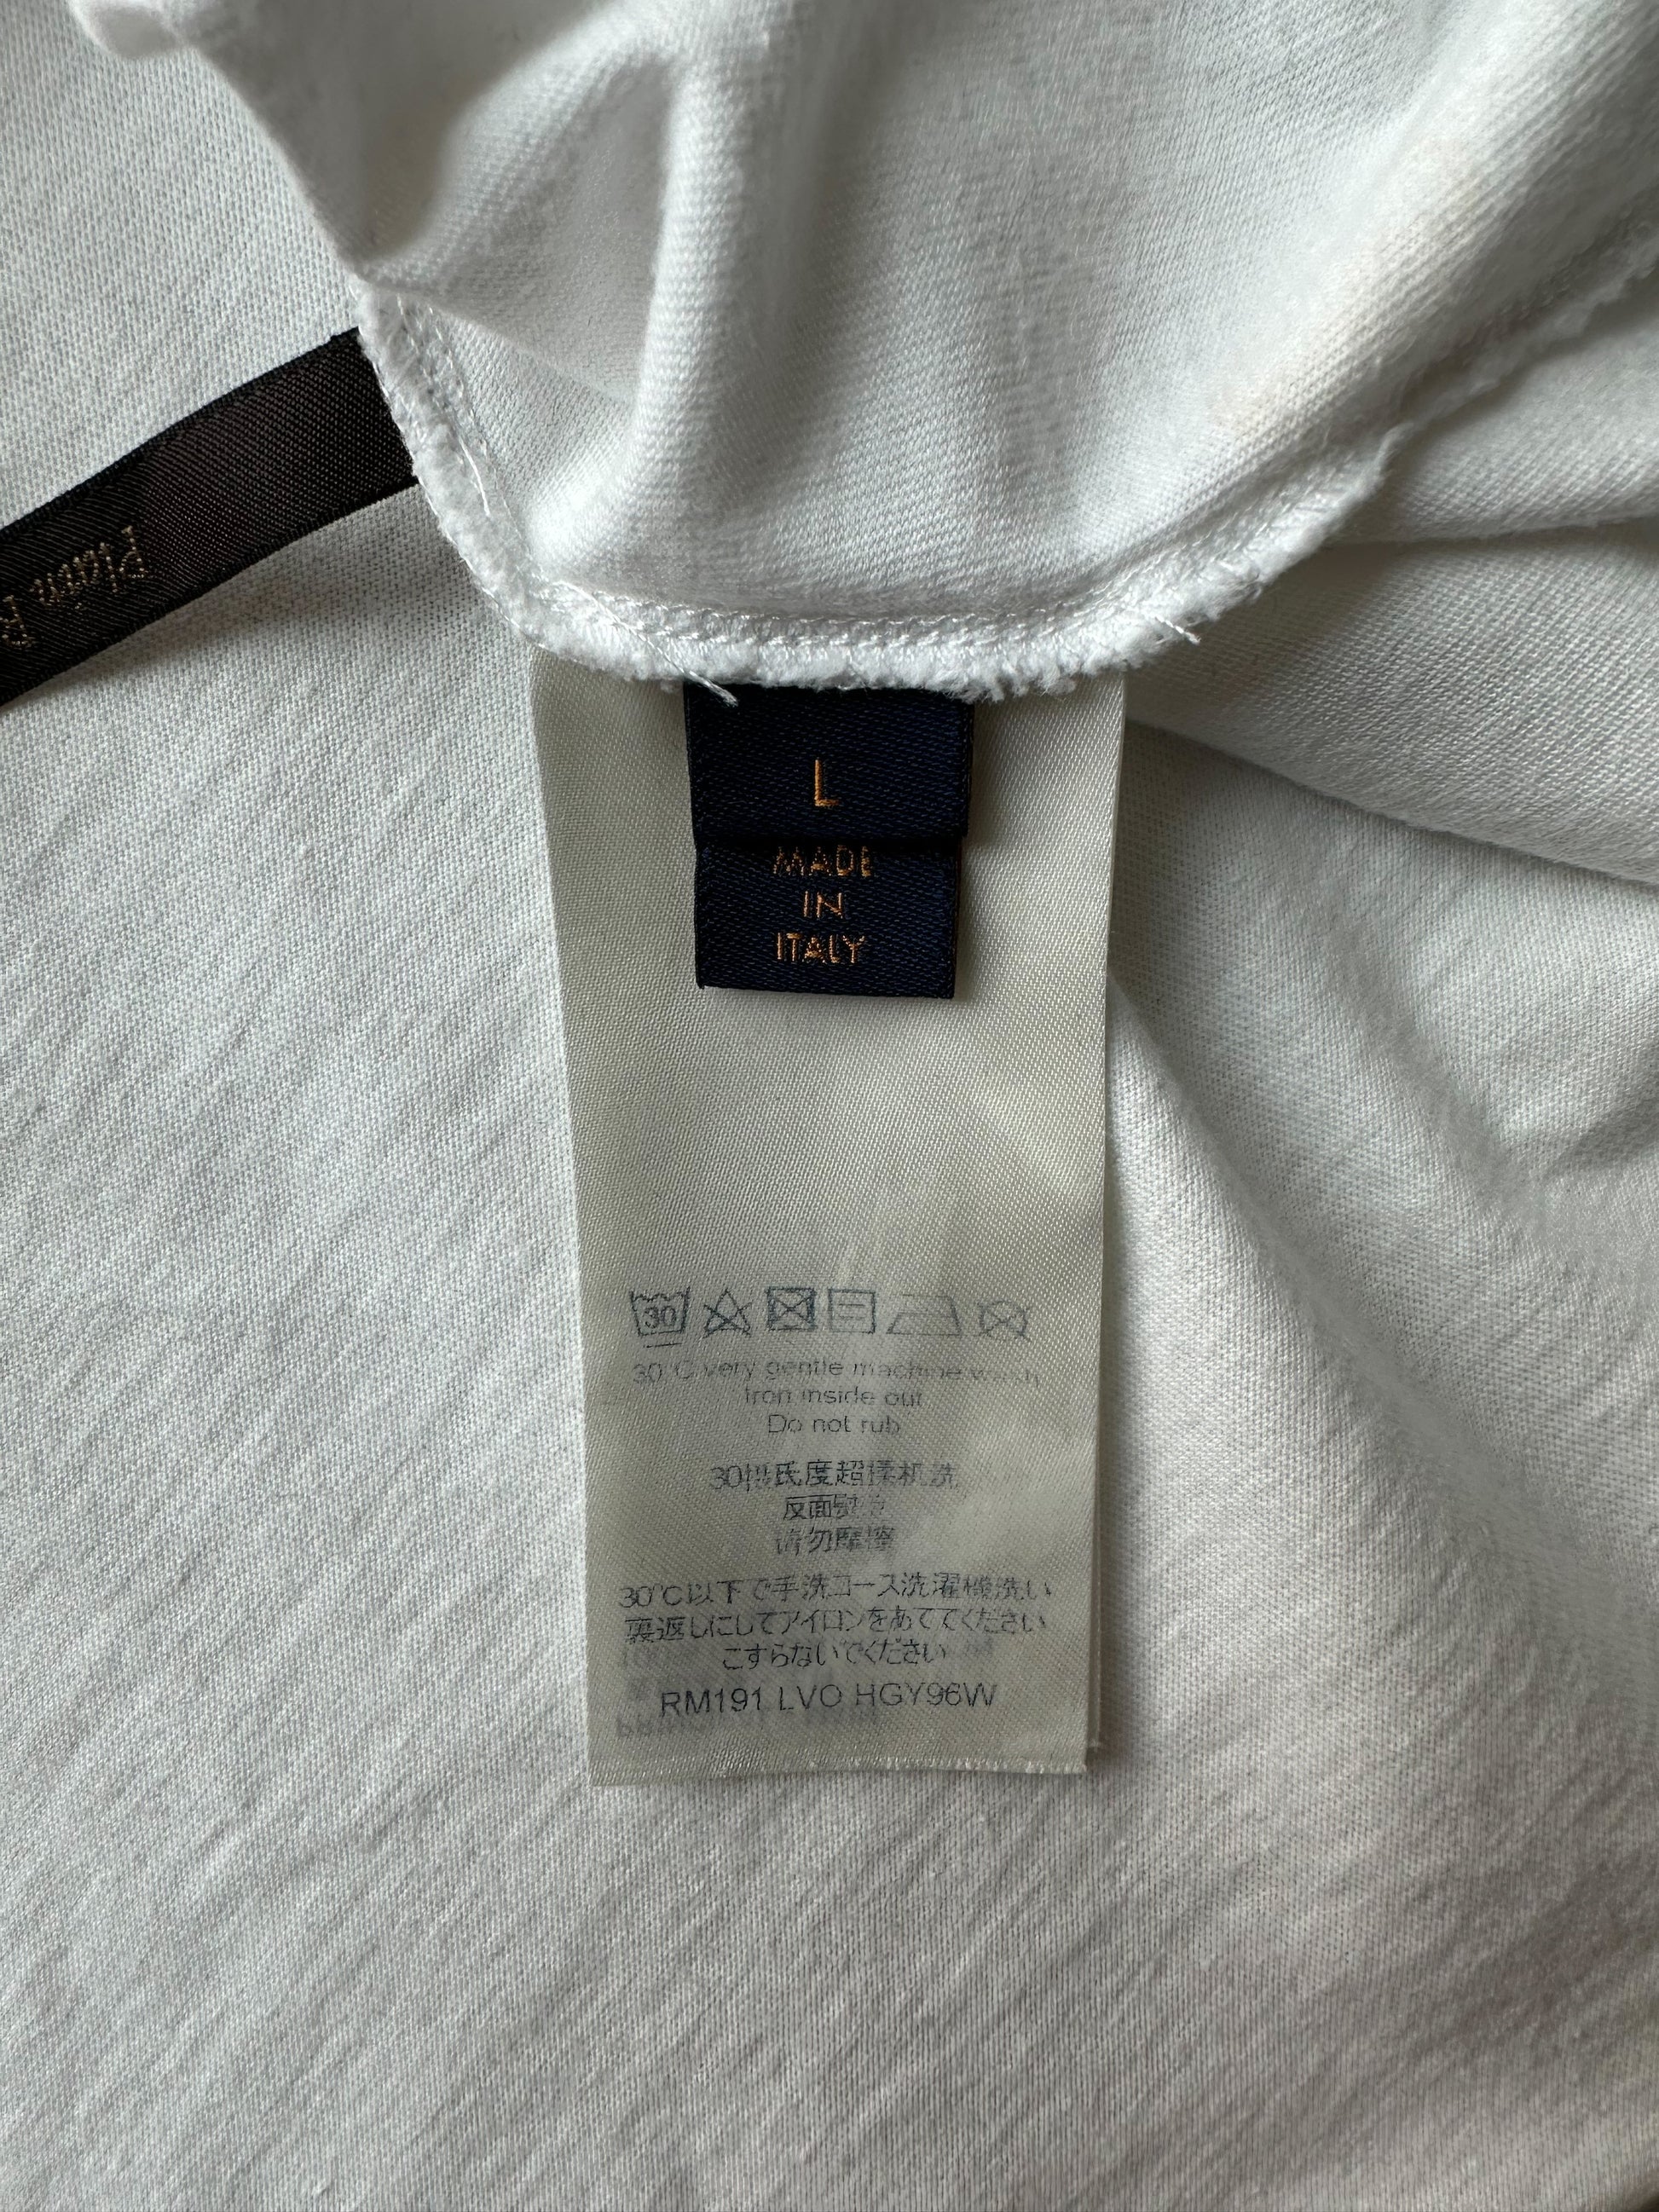 Plain R
L
MADE
IN
ITALY
30
30°C very gentle machine wash
Iron inside out
Do not rub
30摄氏度超柔机洗
反面熨烫
请勿摩擦
30℃以下で手洗コース洗濯機洗い
裏返しにしてアイロンをあててください
こすらないでください
RM191 LVO HGY96W